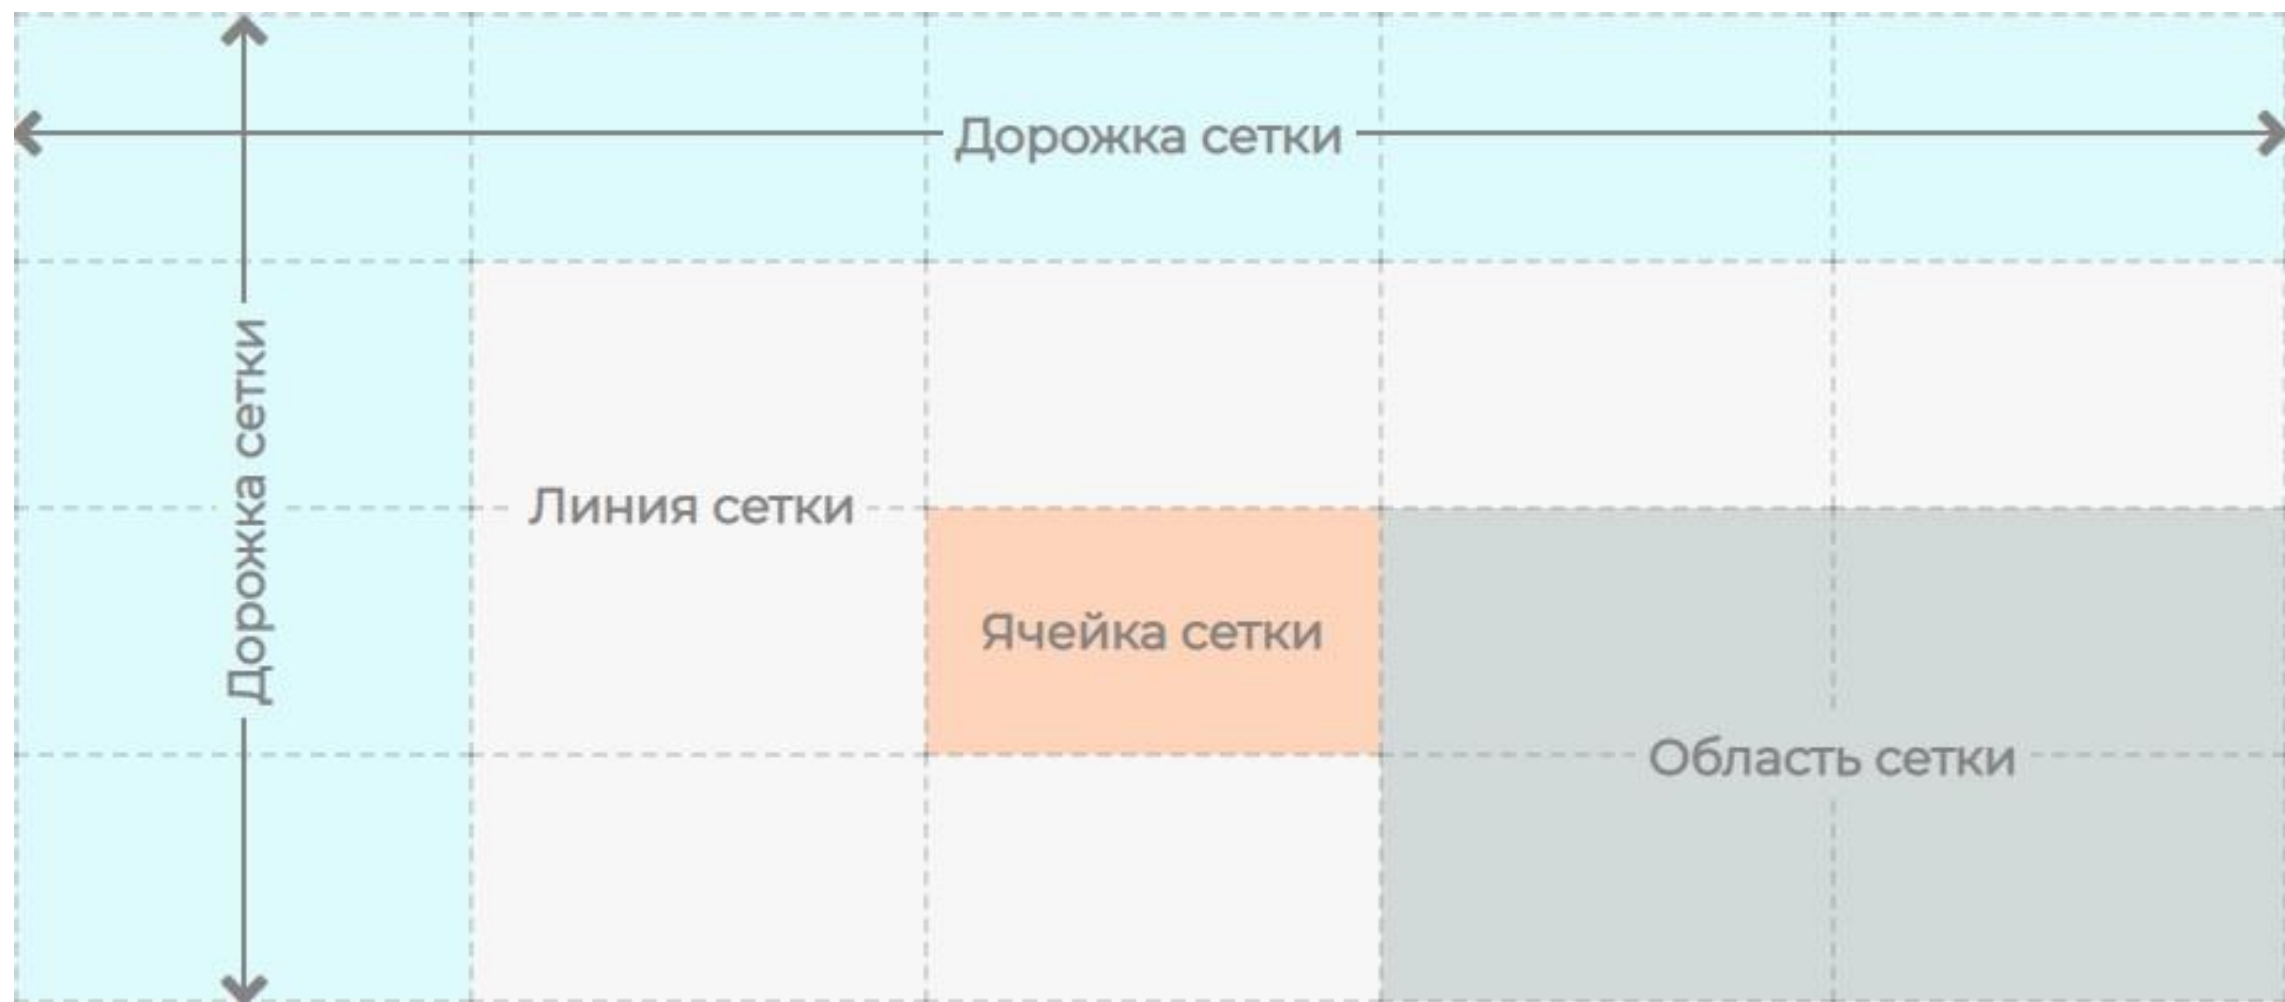 Дорожка сетки
Дорожка сетки
Линия сетки
Ячейка сетки
Область сетки